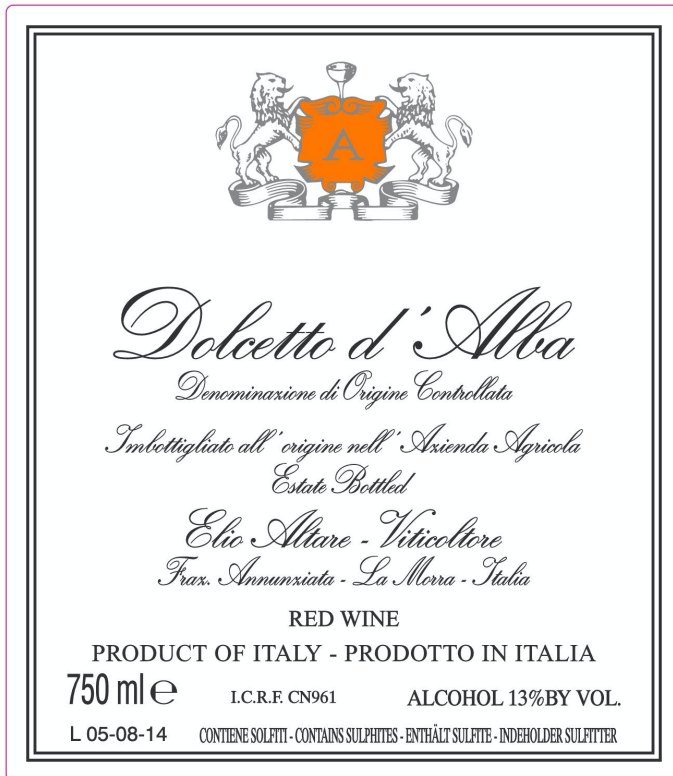 A
Dolcetto d'Alba
Denominazione di Origine Controllata
Imbottigliato all'origine nell'Azienda Agricola
Estate Bottled
Elio Altare - Viticoltore
Fraz. Annunziata - La Morra - Italia
RED WINE
PRODUCT OF ITALY - PRODOTTO IN ITALIA
750 ml ℮ I.C.R.F. CN961 ALCOHOL 13%BY VOL.
L 05-08-14 CONTIENE SOLFITI - CONTAINS SULPHITES - ENTHÄLT SULFITE - INDEHOLDER SULFITTER